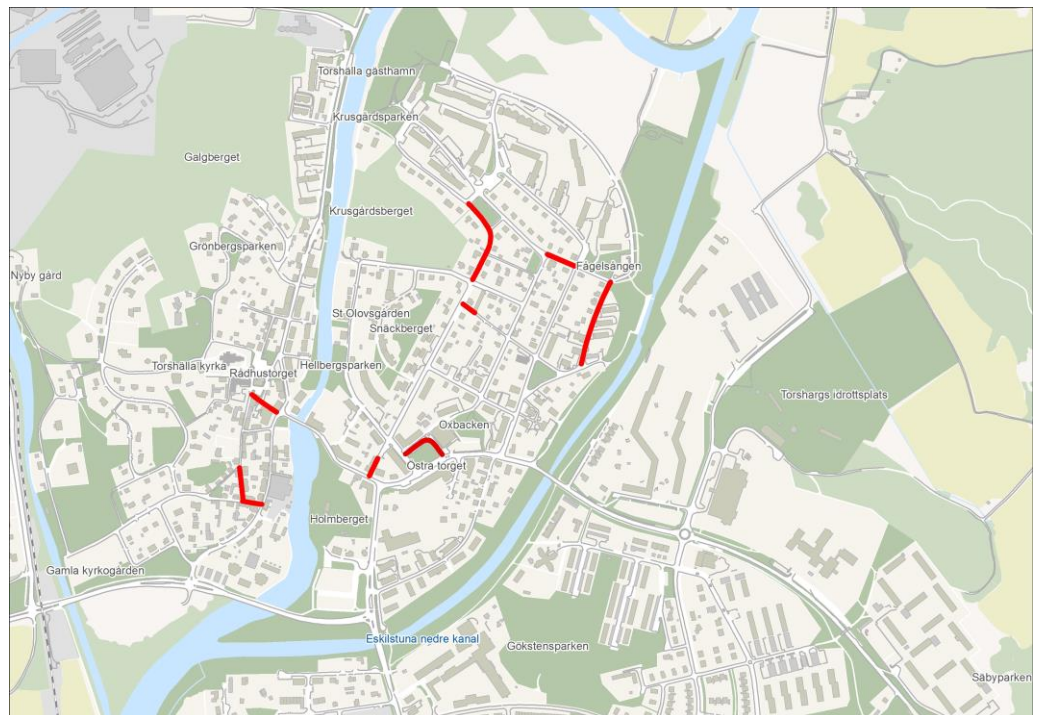 Torshälla gästhamn
Krusgårdsparken
Galgberget
Krusgårdsberget
Grönbergsparken
Fågelsången
Nyby gård
St Olovsgården
Snäckberget
Torshälla kyrka
Hellbergsparken
Rådhustorget
Torshargs idrottsplats
Oxbacken
Östra torget
Holmberget
Gamla kyrkogården
Eskilstuna nedre kanal
Gökstensparken
Säbyparken